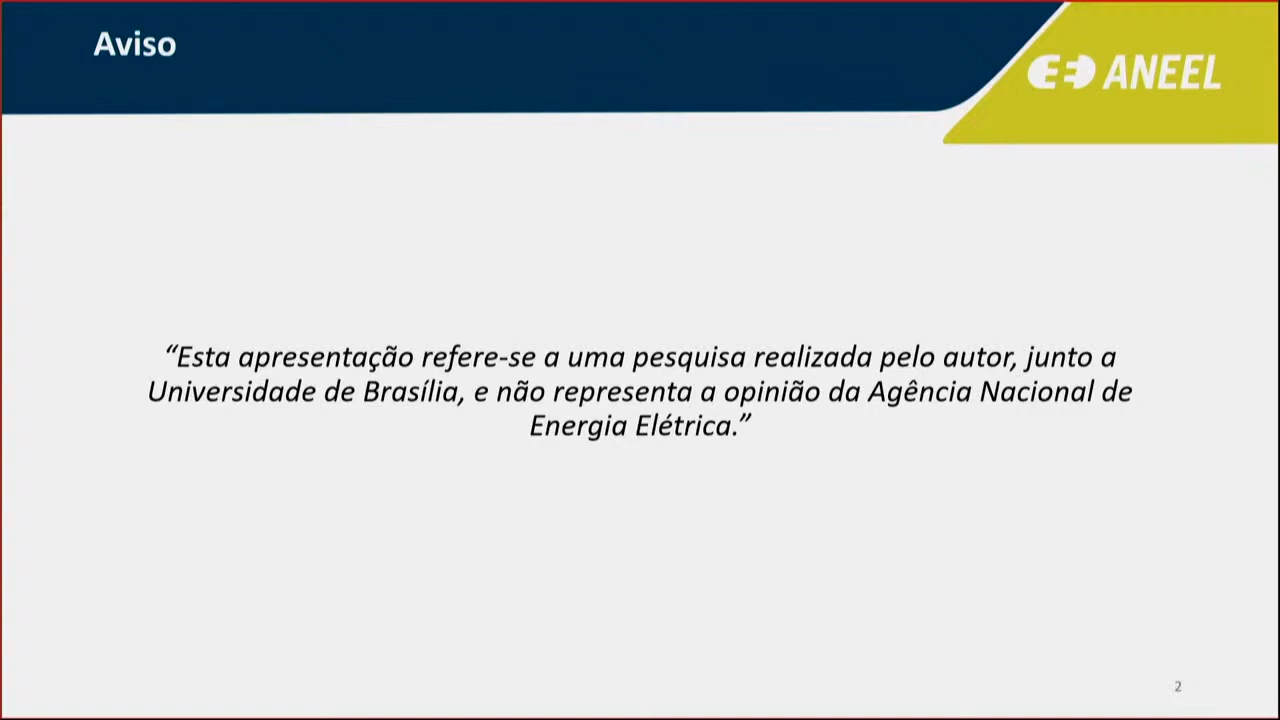 Aviso
ANEEL
“Esta apresentação refere-se a uma pesquisa realizada pelo autor, junto a
Universidade de Brasília, e não representa a opinião da Agência Nacional de
Energia Elétrica.”
2